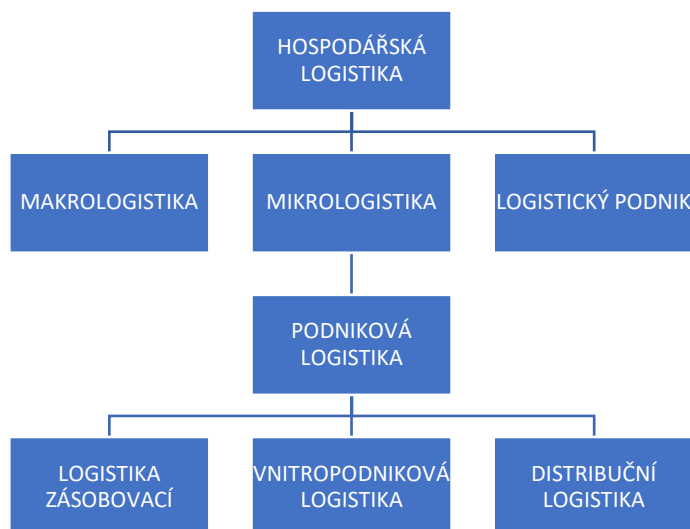 HOSPODÁŘSKÁ
LOGISTIKA
MAKROLOGISTIKA
MIKROLOGISTIKA
LOGISTICKÝ PODNIK
PODNIKOVÁ
LOGISTIKA
LOGISTIKA
ZÁSOBOVACÍ
VNITROPODNIKOVÁ
LOGISTIKA
DISTRIBUČNÍ
LOGISTIKA